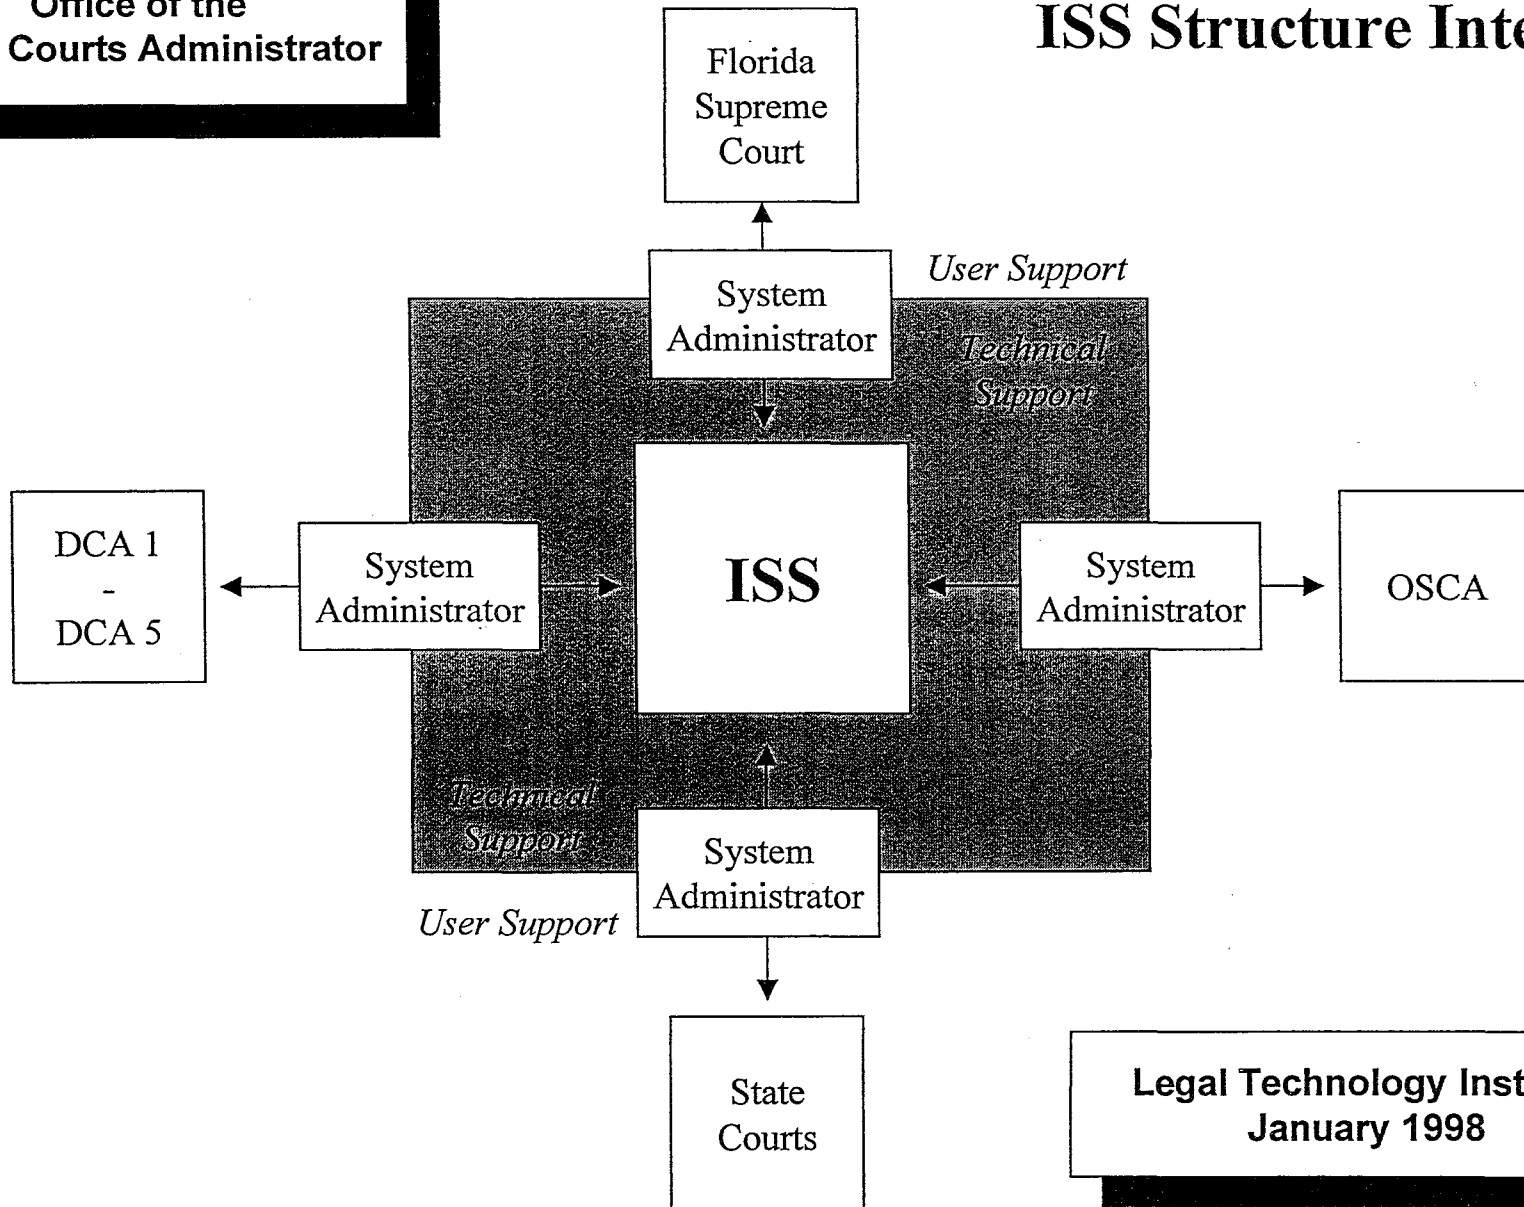 Office of the
Courts Administrator
ISS Structure
Florida
Supreme
Court
User Support
System
Administrator
Technical
Support
DCA 1
-
DCA 5
System
Administrator
ISS
System
Administrator
OSCA
Technical
Support
System
Administrator
User Support
State
Courts
Legal Technology
January 1998